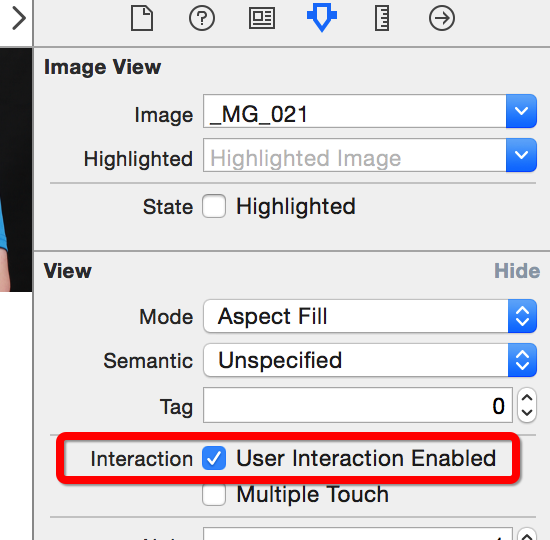 Image View
Image _MG_021
Highlighted Highlighted Image
State Highlighted
View Hide
Mode Aspect Fill
Semantic Unspecified
Tag 0
Interaction User Interaction Enabled
Multiple Touch